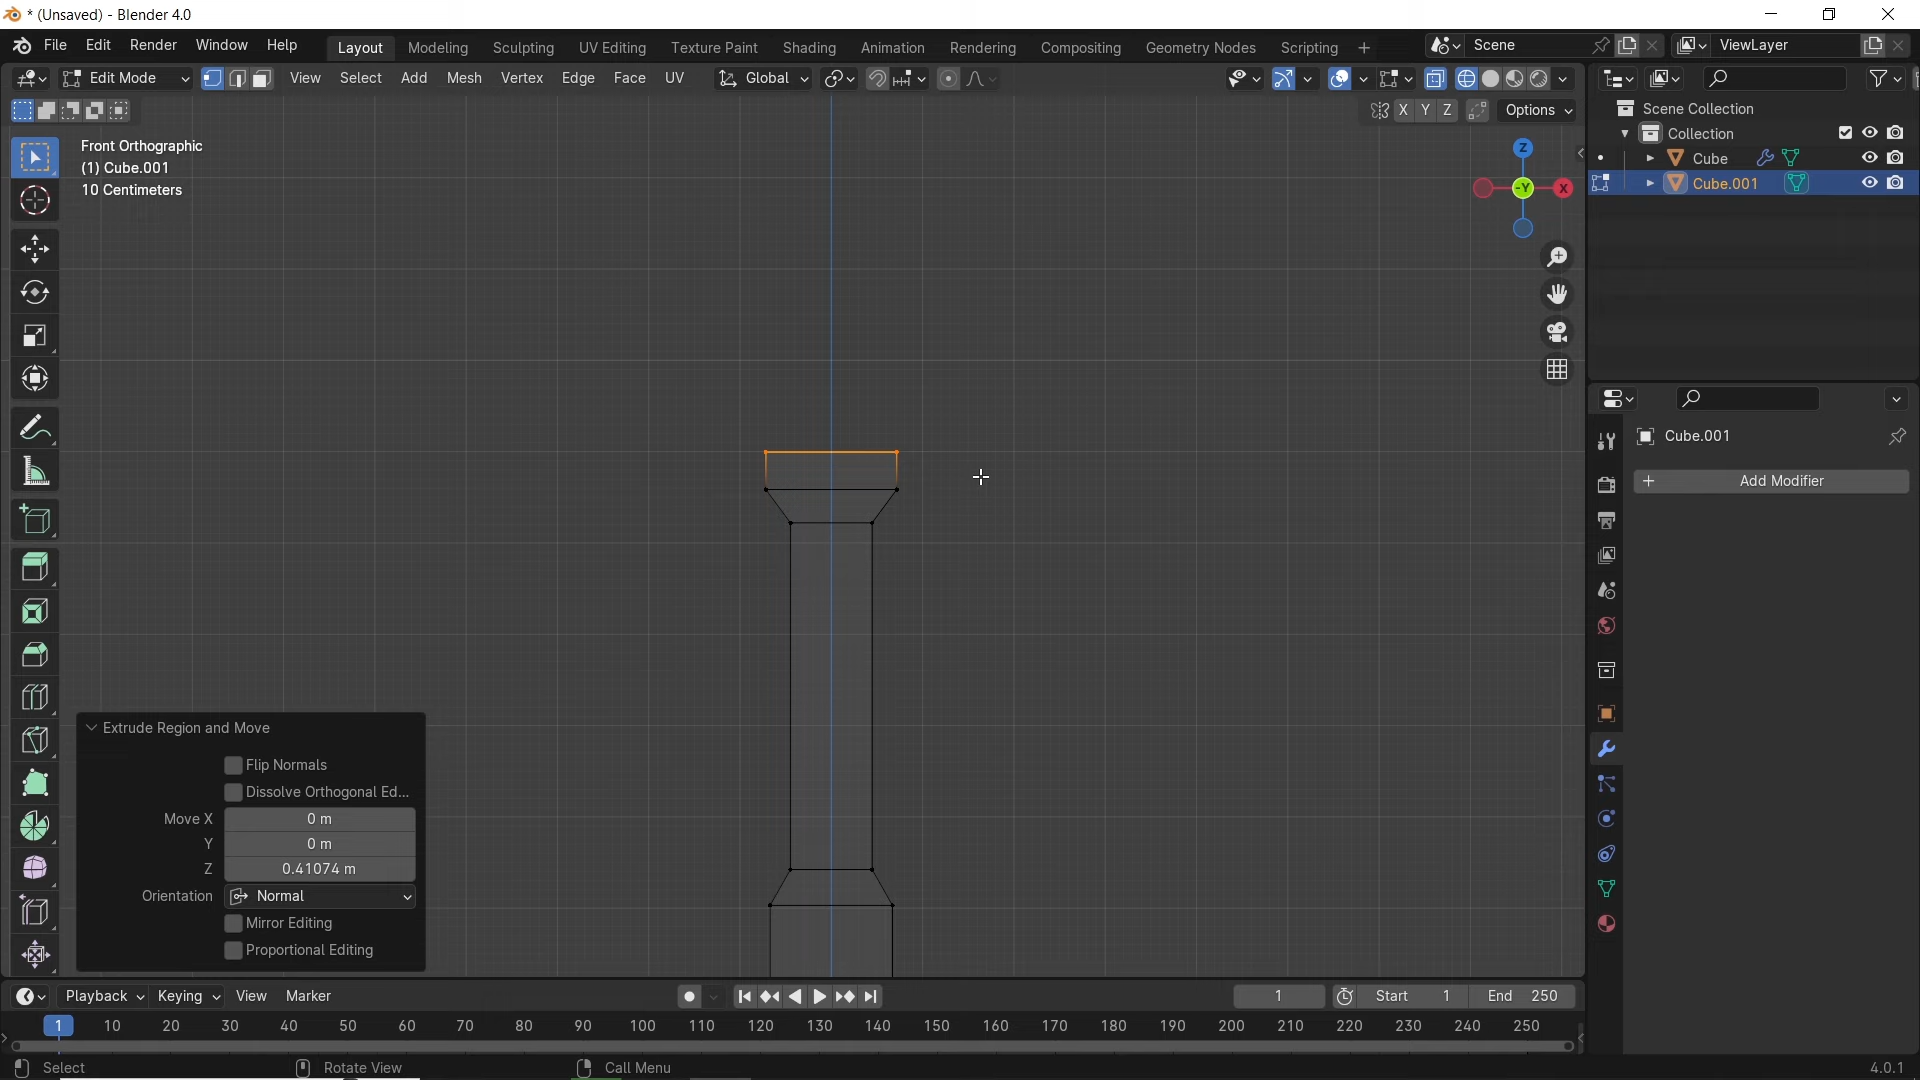 * (Unsaved) - Blender 4.0
File Edit Render Window Help Layout Modeling Sculpting UV Editing Texture Paint Shading Animation Rendering Compositing Geometry Nodes Scripting + Scene ViewLayer
Edit Mode View Select Add Mesh Vertex Edge Face UV Global
X Y Z Options
Front Orthographic
(1) Cube.001
10 Centimeters
Z
-Y X
Scene Collection
Collection
Cube
Cube.001
Cube.001
+ Add Modifier
Extrude Region and Move
Flip Normals
Dissolve Orthogonal Ed...
Move X 0 m
Y 0 m
Z 0.41074 m
Orientation Normal
Mirror Editing
Proportional Editing
Playback Keying View Marker 1 Start 1 End 250
1 10 20 30 40 50 60 70 80 90 100 110 120 130 140 150 160 170 180 190 200 210 220 230 240 250
Select Rotate View Call Menu 4.0.1